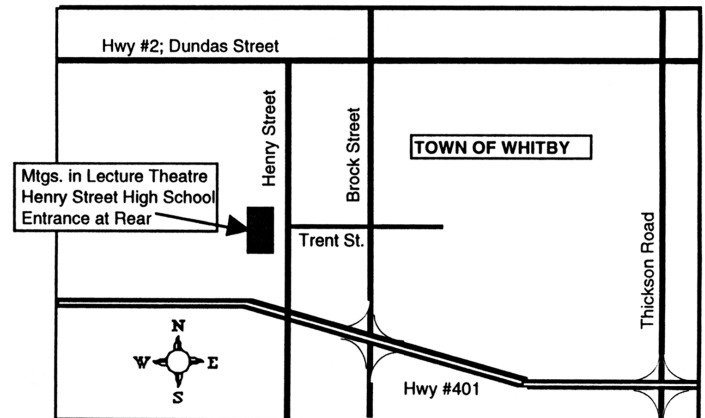 Hwy #2; Dundas Street
Henry Street
Brock Street
TOWN OF WHITBY
Mtgs. in Lecture Theatre
Henry Street High School
Entrance at Rear
Trent St.
Thickson Road
N
W
E
S
Hwy #401